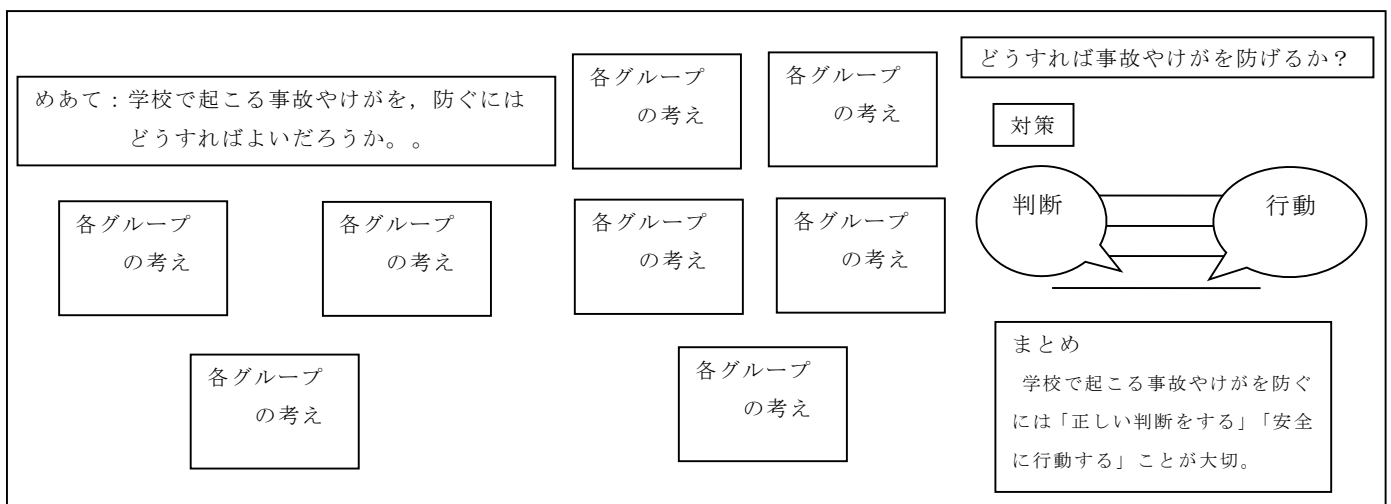 めあて：学校で起こる事故やけがを，防ぐには
どうすればよいだろうか。。
各グループ
の考え
各グループ
の考え
各グループ
の考え
各グループ
の考え
各グループ
の考え
各グループ
の考え
各グループ
の考え
各グループ
の考え
どうすれば事故やけがを防げるか？
対策
判断
行動
まとめ
学校で起こる事故やけがを防ぐ
には「正しい判断をする」「安全
に行動する」ことが大切。